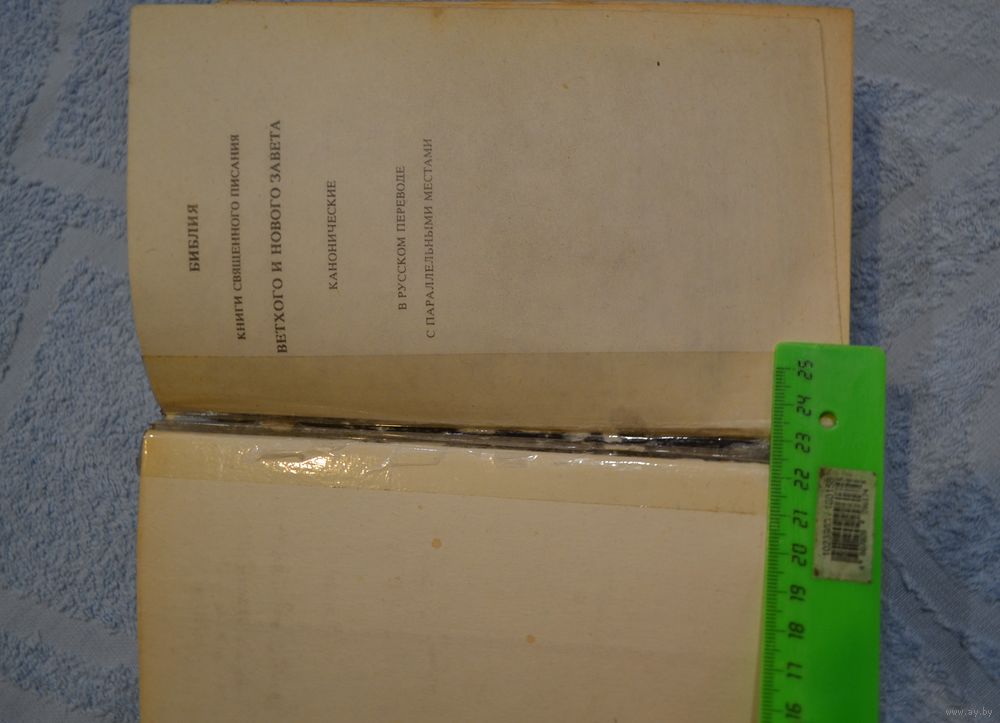 БИБЛИЯ
КНИГИ СВЯЩЕННОГО ПИСАНИЯ
ВЕТХОГО И НОВОГО ЗАВЕТА
КАНОНИЧЕСКИЕ
В РУССКОМ ПЕРЕВОДЕ
С ПАРАЛЛЕЛЬНЫМИ МЕСТАМИ
16 17 18 19 20 21 22 23 24 25
www.ay.by